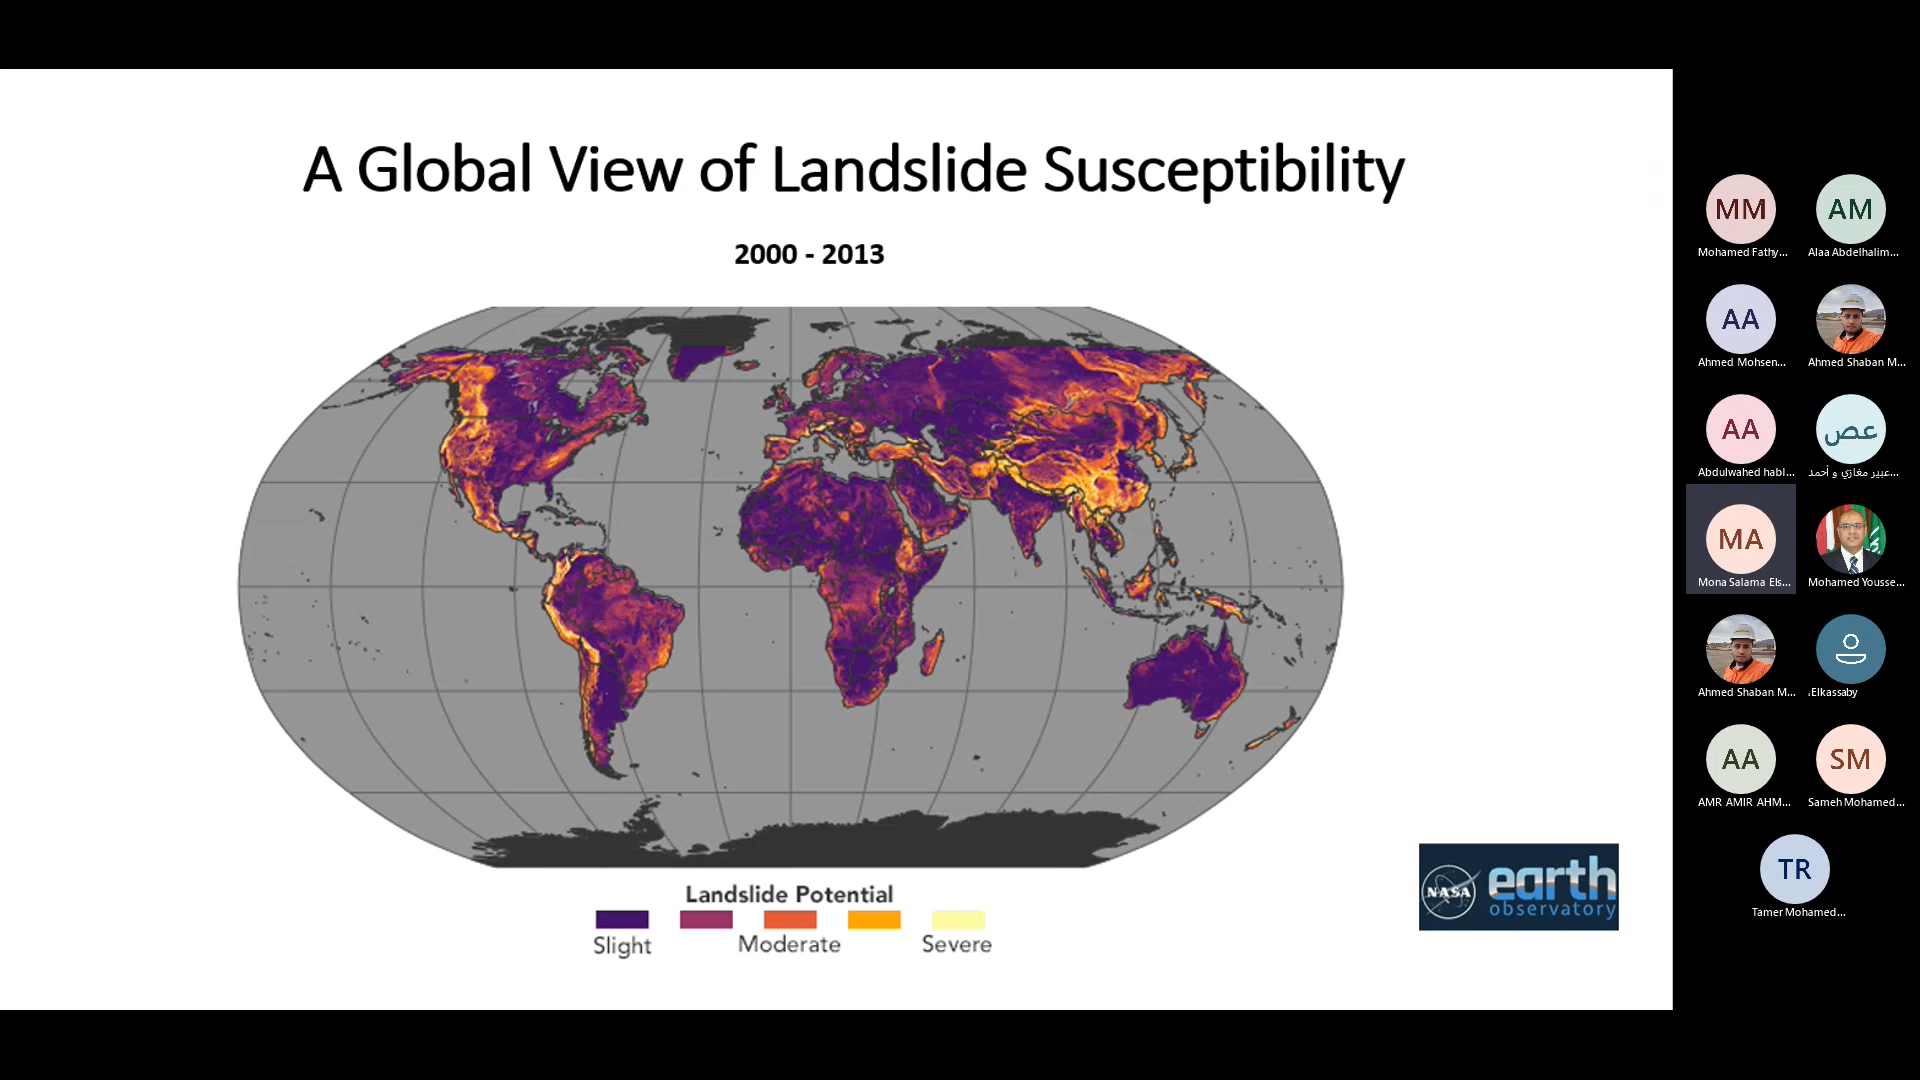 A Global View of Landslide Susceptibility
2000 - 2013
Landslide Potential
Slight
Moderate
Severe
NASA
earth
observatory
MM
Mohamed Fathy...
AM
Alaa Abdelhalim...
AA
Ahmed Mohsen...
Ahmed Shaban M...
AA
Abdulwahed habl...
عص
عبير مغازي و أحمد...
MA
Mona Salama Els...
Mohamed Yousse...
Ahmed Shaban M...
.Elkassaby
AA
AMR AMIR AHM...
SM
Sameh Mohamed...
TR
Tamer Mohamed...